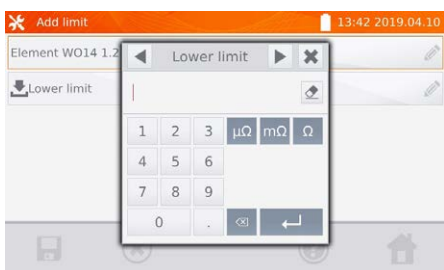 Add limit
13:42 2019.04.10
Element WO14 1.2
Lower limit
Lower limit
1 2 3 μΩ mΩ Ω
4 5 6
7 8 9
0 .